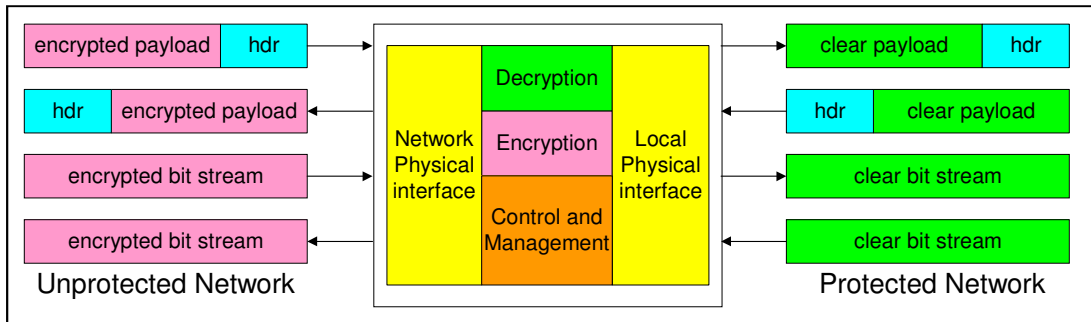 encrypted payload hdr
hdr encrypted payload
encrypted bit stream
encrypted bit stream
Unprotected Network
Network
Physical
interface
Decryption
Encryption
Control and
Management
Local
Physical
interface
clear payload hdr
hdr clear payload
clear bit stream
clear bit stream
Protected Network